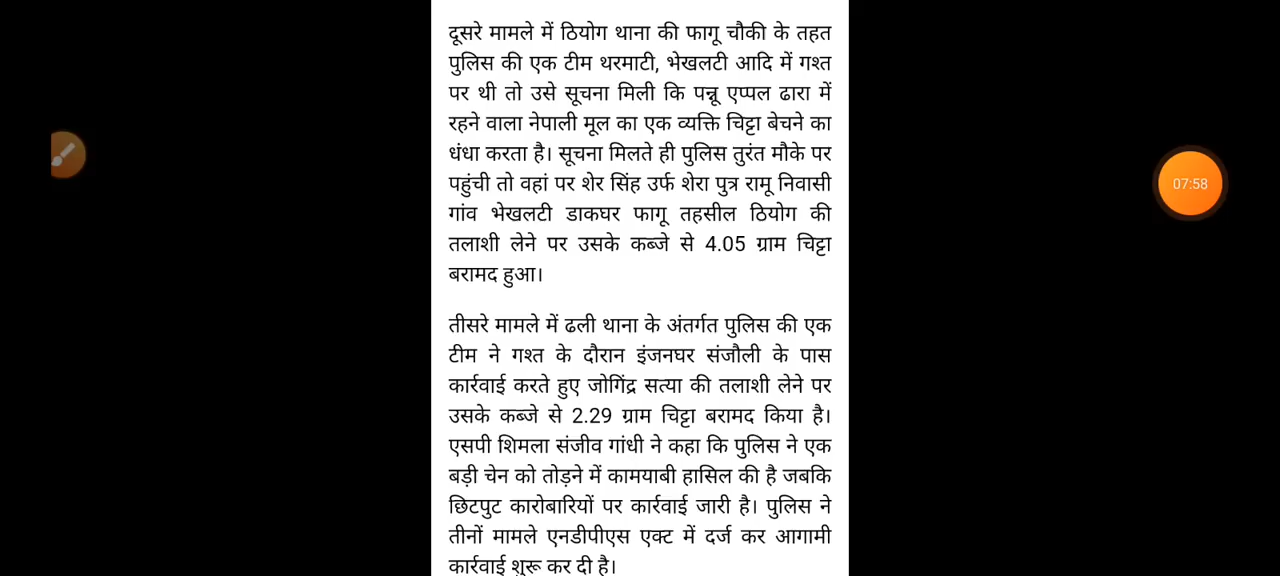 दूसरे मामले में ठियोग थाना की फागू चौकी के तहत
पुलिस की एक टीम थरमाटी, भेखलटी आदि में गश्त
पर थी तो उसे सूचना मिली कि पन्नू एप्पल ढारा में
रहने वाला नेपाली मूल का एक व्यक्ति चिट्टा बेचने का
धंधा करता है। सूचना मिलते ही पुलिस तुरंत मौके पर
पहुंची तो वहां पर शेर सिंह उर्फ शेरा पुत्र रामू निवासी
गांव भेखलटी डाकघर फागू तहसील ठियोग की
तलाशी लेने पर उसके कब्जे से 4.05 ग्राम चिट्टा
बरामद हुआ।
तीसरे मामले में ढली थाना के अंतर्गत पुलिस की एक
टीम ने गश्त के दौरान इंजनघर संजौली के पास
कार्रवाई करते हुए जोगिंद्र सत्या की तलाशी लेने पर
उसके कब्जे से 2.29 ग्राम चिट्टा बरामद किया है।
एसपी शिमला संजीव गांधी ने कहा कि पुलिस ने एक
बड़ी चेन को तोड़ने में कामयाबी हासिल की है जबकि
छिटपुट कारोबारियों पर कार्रवाई जारी है। पुलिस ने
तीनों मामले एनडीपीएस एक्ट में दर्ज कर आगामी
कार्रवाई शुरू कर दी है।
07:58